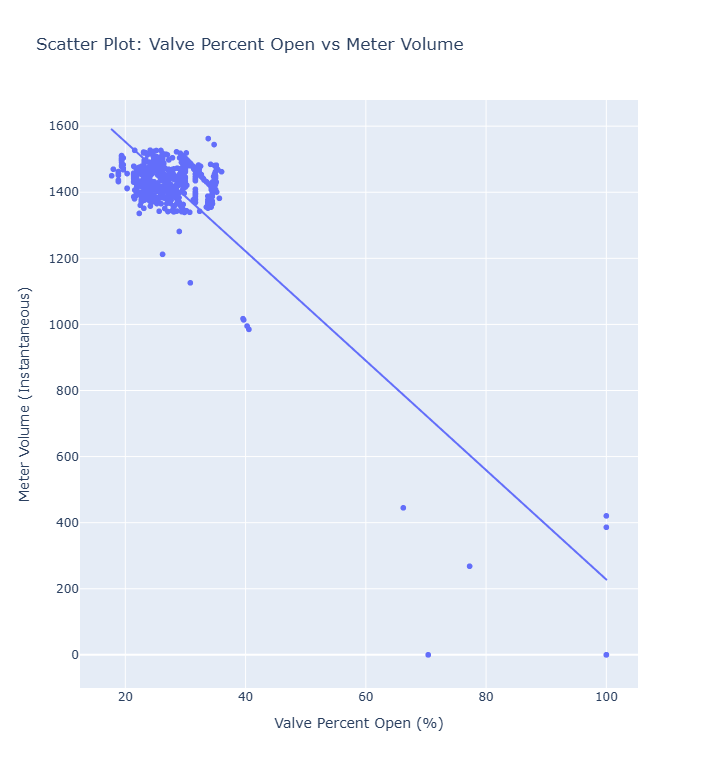 Scatter Plot: Valve Percent Open vs Meter Volume
1600
1400
1200
1000
800
600
400
200
0
Meter Volume (Instantaneous)
20 40 60 80 100
Valve Percent Open (%)